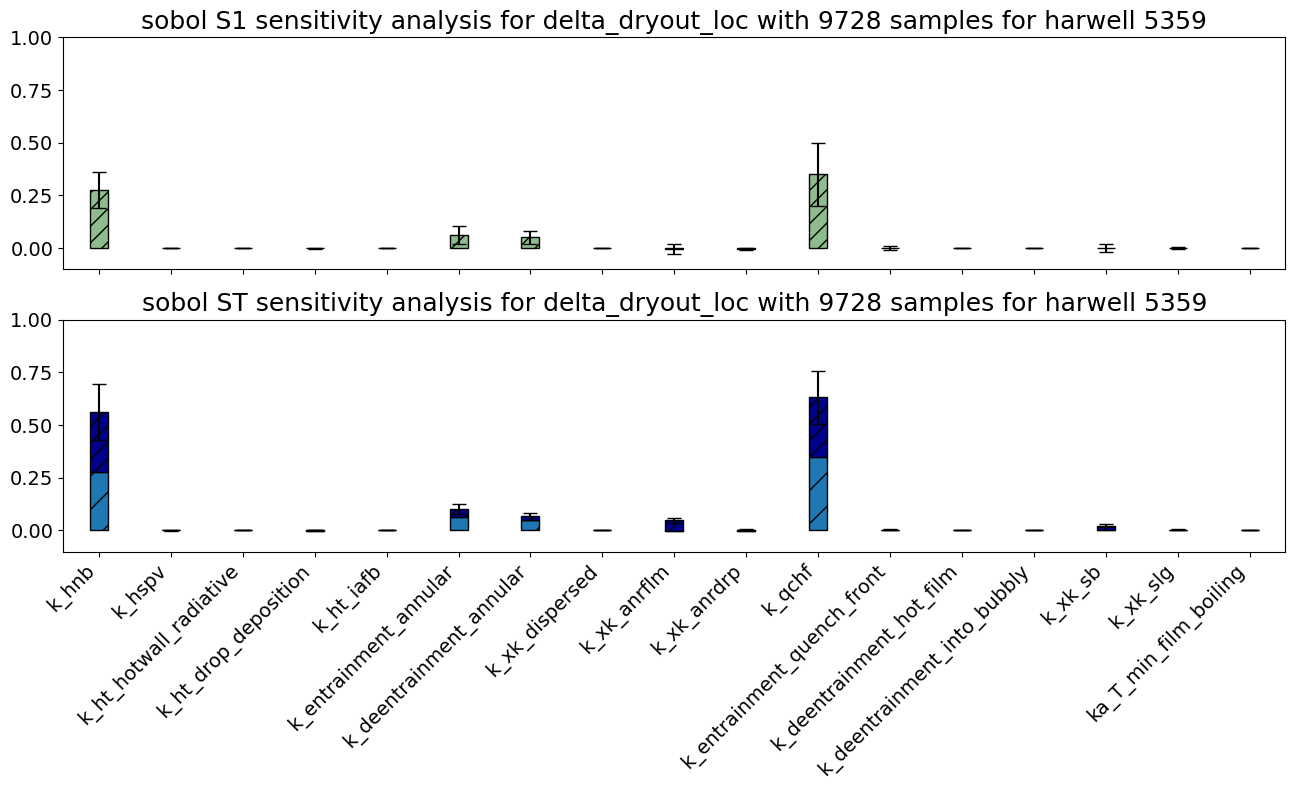 sobol S1 sensitivity analysis for delta_dryout_loc with 9728 samples for harwell 5359
1.00
0.75
0.50
0.25
0.00
sobol ST sensitivity analysis for delta_dryout_loc with 9728 samples for harwell 5359
1.00
0.75
0.50
0.25
0.00
k_hnb
k_hspv
k_ht_hotwall_radiative
k_ht_drop_deposition
k_ht_iafb
k_entrainment_annular
k_deentrainment_annular
k_xk_dispersed
k_xk_anrflm
k_xk_anrdrp
k_qchf
k_entrainment_quench_front
k_deentrainment_hot_film
k_deentrainment_into_bubbly
k_xk_sb
k_xk_slg
ka_T_min_film_boiling